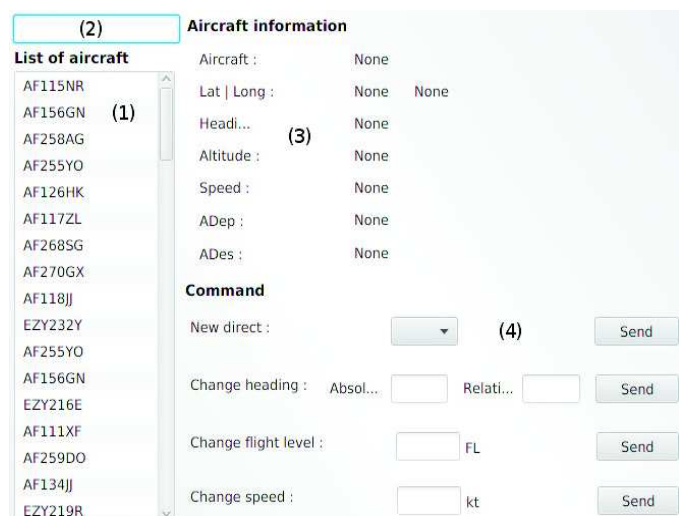 (2)
List of aircraft
AF115NR
AF156GN (1)
AF258AG
AF255YO
AF126HK
AF117ZL
AF268SG
AF270GX
AF118JJ
EZY232Y
AF255YO
AF156GN
EZY216E
AF111XF
AF259DO
AF134JJ
EZY219R
Aircraft information
Aircraft : None
Lat | Long : None None
Headi... None
(3)
Altitude : None
Speed : None
ADep : None
ADes : None
Command
New direct : (4) Send
Change heading : Absol... Relati... Send
Change flight level : FL Send
Change speed : kt Send